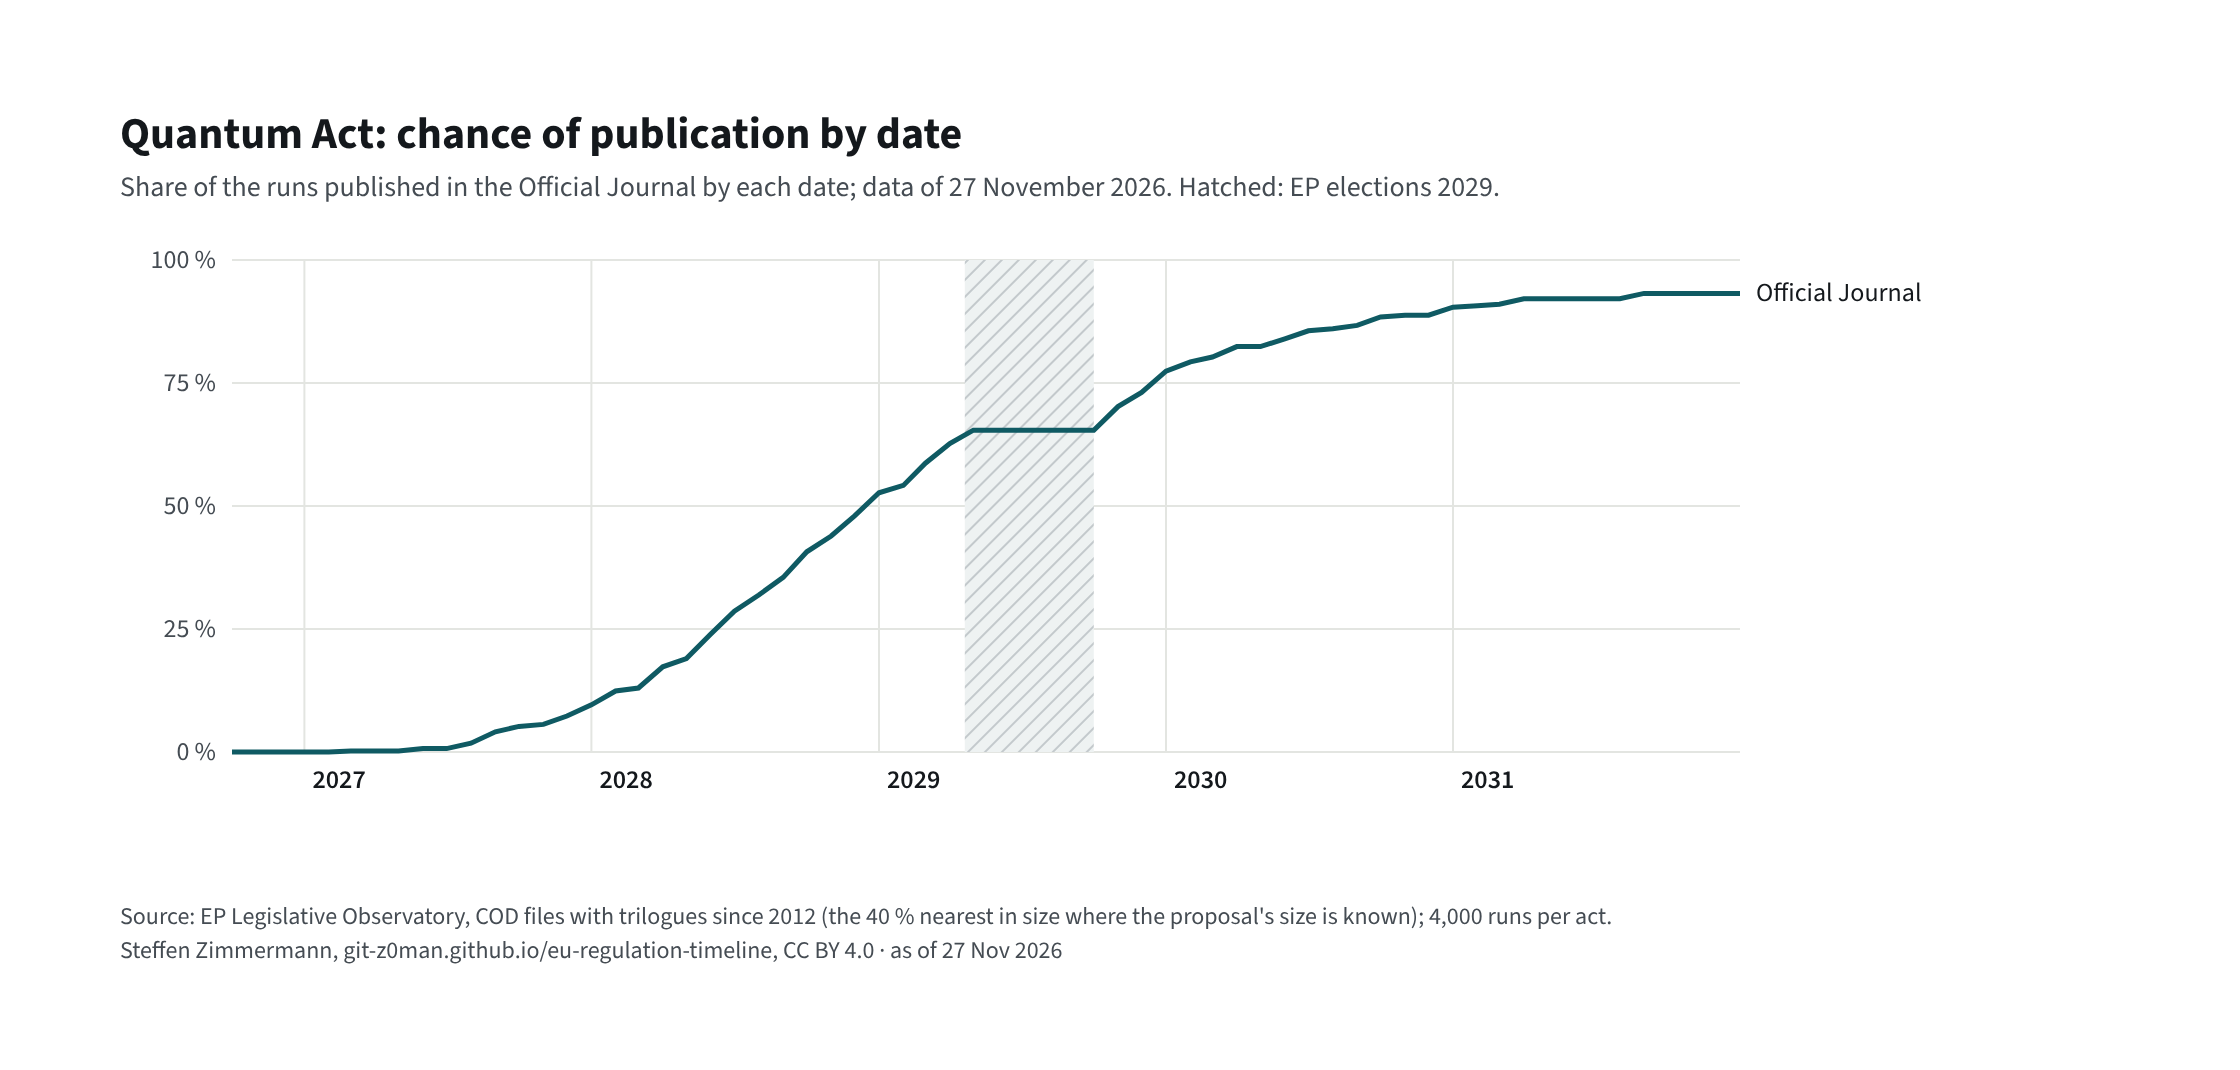 Quantum Act: chance of publication by date
Share of the runs published in the Official Journal by each date; data of 27 November 2026. Hatched: EP elections 2029.
100 %
75 %
50 %
25 %
0 %
Official Journal
2027
2028
2029
2030
2031
Source: EP Legislative Observatory, COD files with trilogues since 2012 (the 40 % nearest in size where the proposal's size is known); 4,000 runs per act.
Steffen Zimmermann, git-z0man.github.io/eu-regulation-timeline, CC BY 4.0 · as of 27 Nov 2026